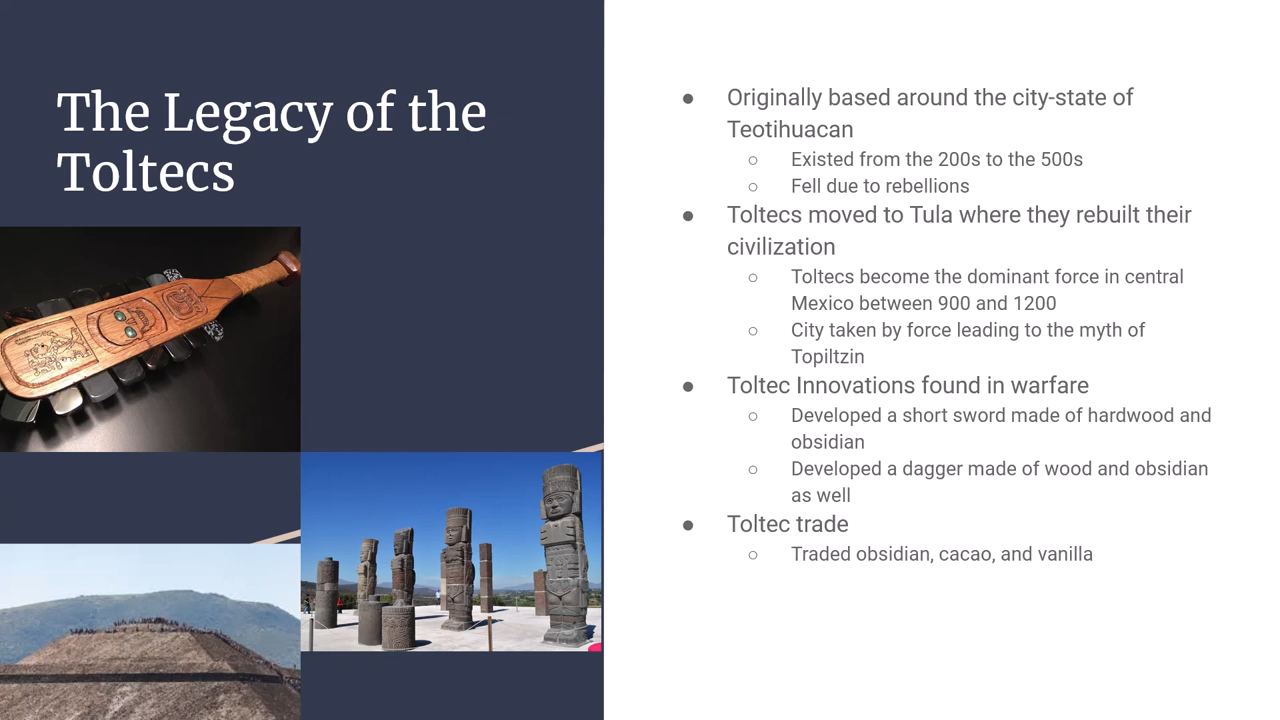 The Legacy of the
Toltecs
● Originally based around the city-state of
Teotihuacan
○ Existed from the 200s to the 500s
○ Fell due to rebellions
● Toltecs moved to Tula where they rebuilt their
civilization
○ Toltecs become the dominant force in central
Mexico between 900 and 1200
○ City taken by force leading to the myth of
Topiltzin
● Toltec Innovations found in warfare
○ Developed a short sword made of hardwood and
obsidian
○ Developed a dagger made of wood and obsidian
as well
● Toltec trade
○ Traded obsidian, cacao, and vanilla